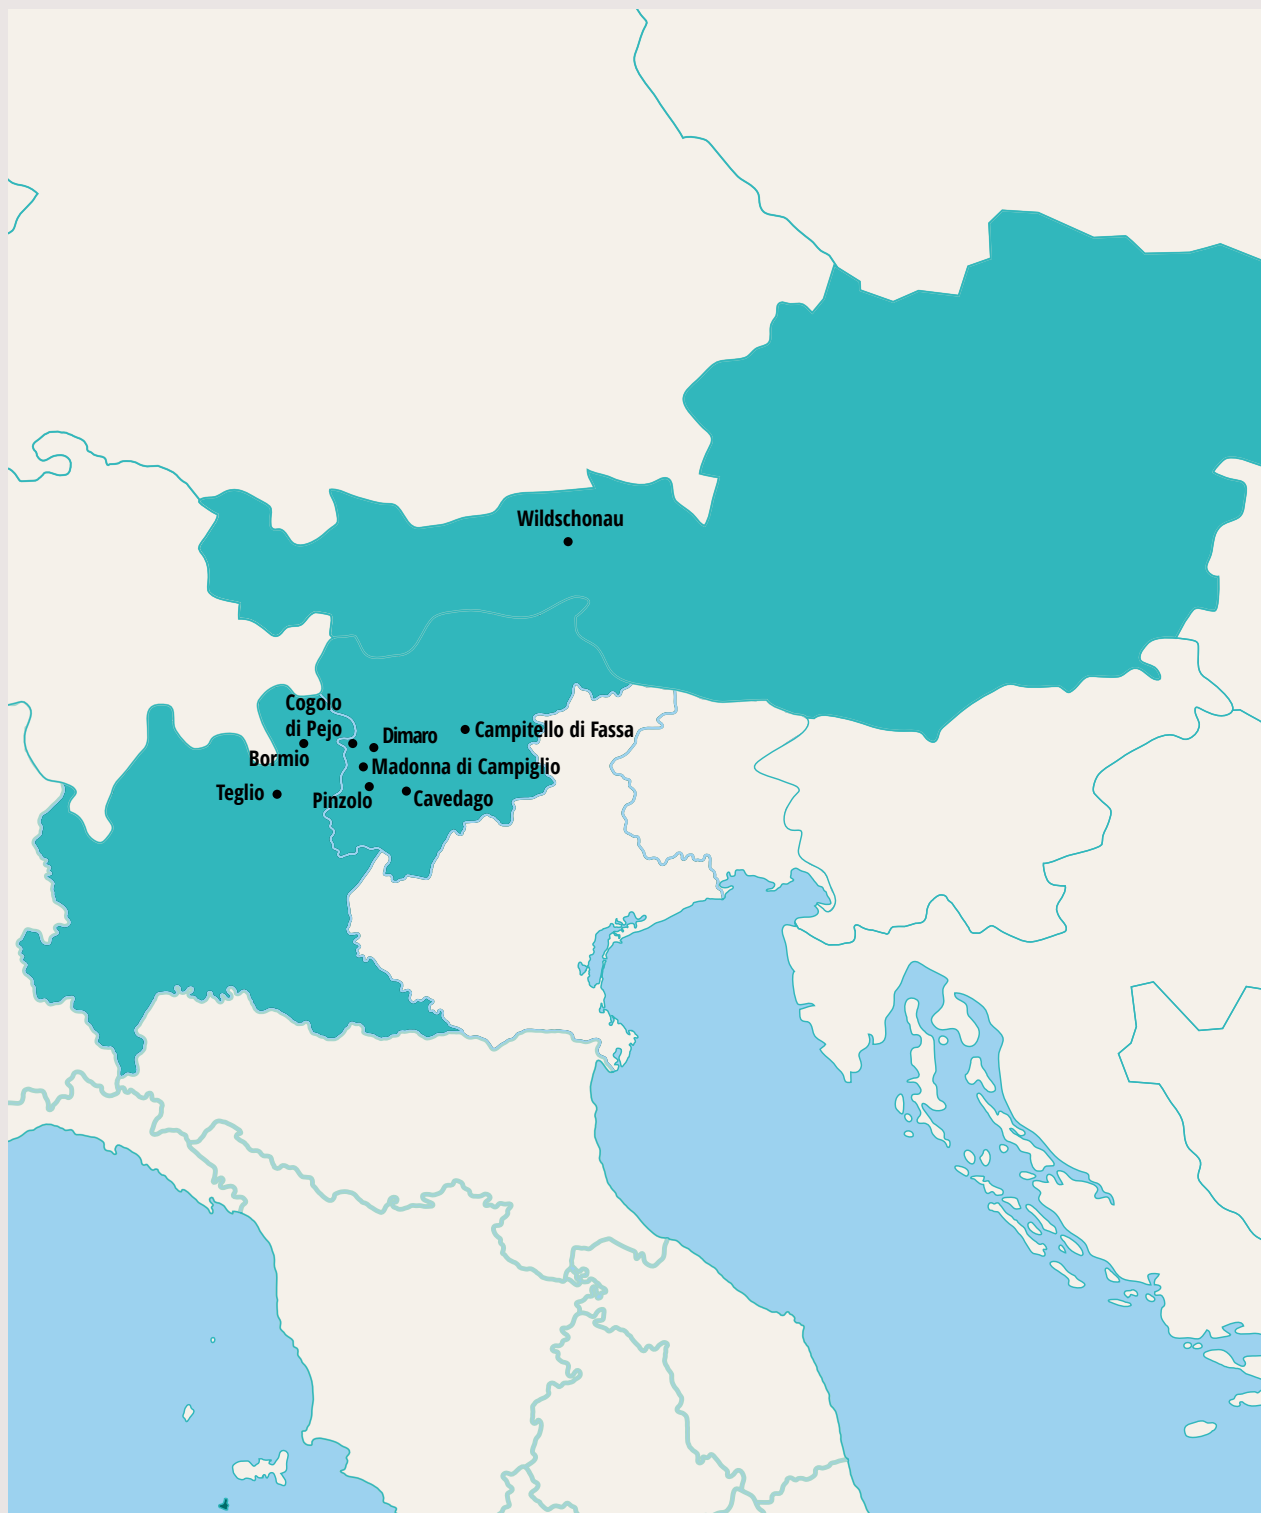 Wildschonau
Cogolo
di Pejo
Campitello di Fassa
Dimaro
Bormio
Madonna di Campiglio
Teglio
Pinzolo
Cavedago